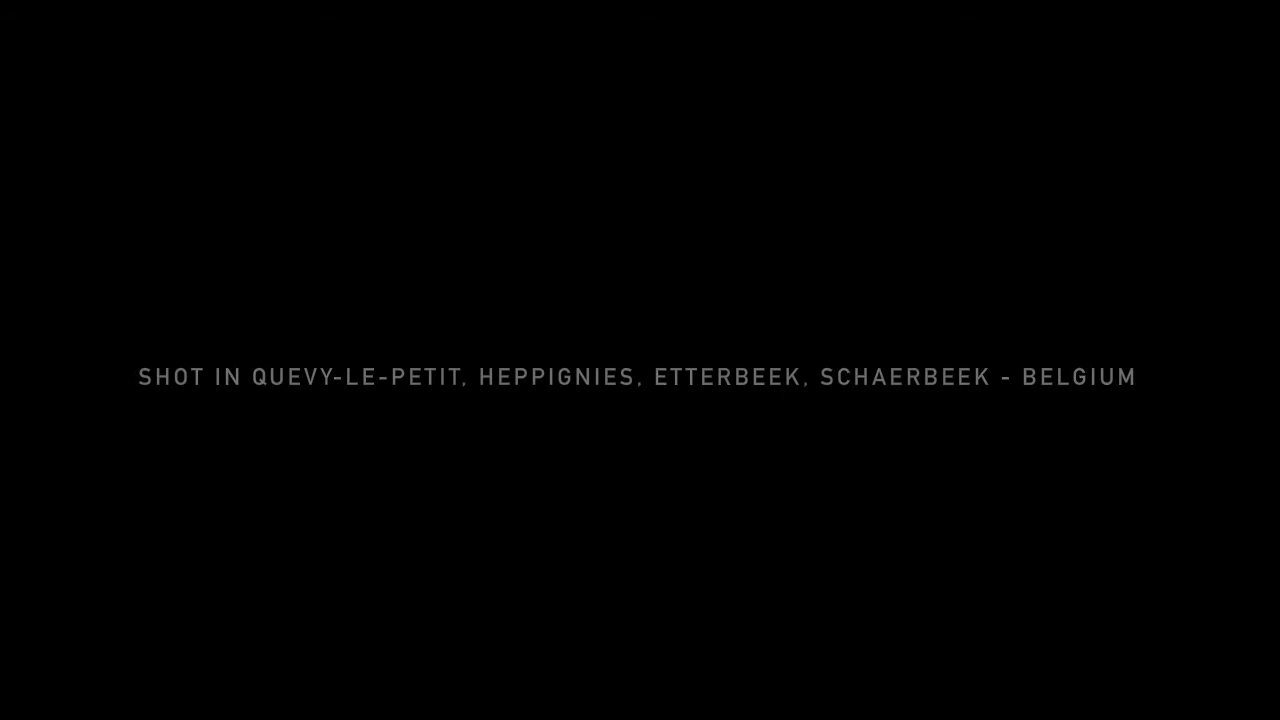 SHOT IN QUEVY-LE-PETIT, HEPPIGNIES, ETTERBEEK, SCHAERBEEK - BELGIUM